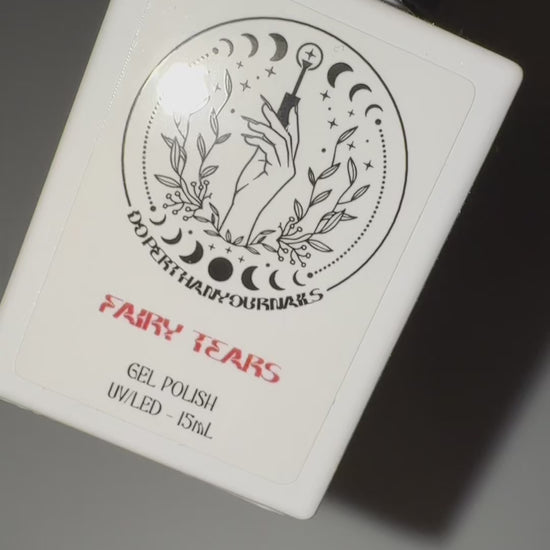 DOPERTHANYOURNAILS
FAIRY TEARS
GEL POLISH
UV/LED - 15mL